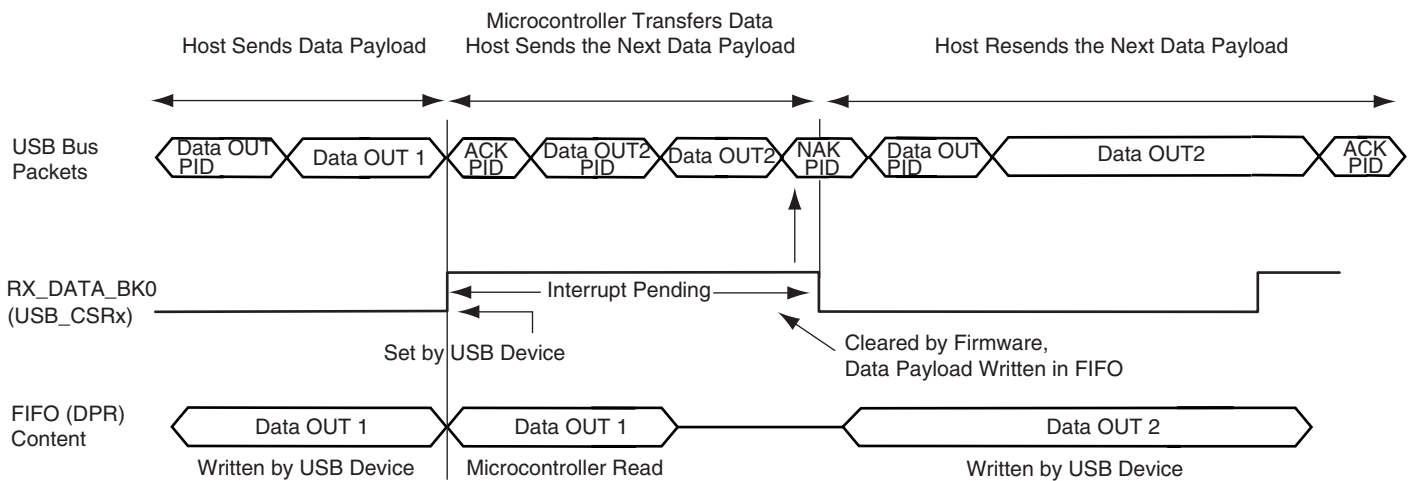 Microcontroller Transfers Data
Host Sends Data Payload
Host Sends the Next Data Payload
Host Resends the Next Data Payload
USB Bus
Packets
Data OUT
PID
Data OUT 1
ACK
PID
Data OUT2
PID
Data OUT2
NAK
PID
Data OUT
PID
Data OUT2
ACK
PID
RX_DATA_BK0
(USB_CSRx)
Interrupt Pending
Set by USB Device
Cleared by Firmware,
Data Payload Written in FIFO
FIFO (DPR)
Content
Data OUT 1
Data OUT 1
Data OUT 2
Written by USB Device
Microcontroller Read
Written by USB Device